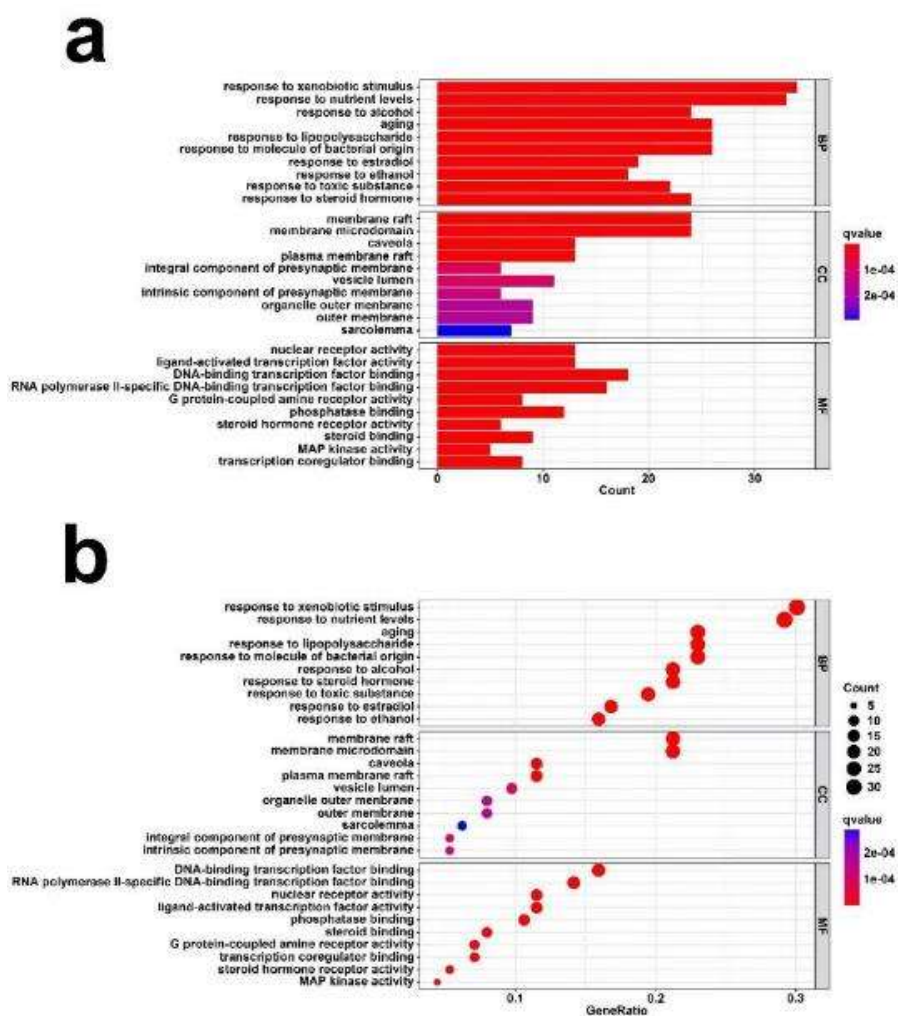 a
response to xenobiotic stimulus
response to nutrient levels
response to alcohol
aging
response to lipopolysaccharide
response to molecule of bacterial origin
response to estradiol
response to ethanol
response to toxic substance
response to steroid hormone
BP
membrane raft
membrane microdomain
caveola
plasma membrane raft
integral component of presynaptic membrane
vesicle lumen
intrinsic component of presynaptic membrane
organelle outer menbrane
outer membrane
sarcolemma
CC
nuclear receptor activity
ligand-activated transcription factor activity
DNA-binding transcription factor binding
RNA polymerase II-specific DNA-binding transcription factor binding
G protein-coupled amine receptor activity
phosphatase binding
steroid hormone receptor activity
steroid binding
MAP kinase activity
transcription coregulator binding
MF
0 10 20 30
Count
qvalue
1e-04
2e-04
b
response to xenobiotic stimulus
response to nutrient levels
aging
response to lipopolysaccharide
response to molecule of bacterial origin
response to alcohol
response to steroid hormone
response to toxic substance
response to estradiol
response to ethanol
BP
membrane raft
membrane microdomain
caveola
plasma membrane raft
vesicle lumen
organelle outer menbrane
outer membrane
sarcolemma
integral component of presynaptic membrane
intrinsic component of presynaptic membrane
CC
DNA-binding transcription factor binding
RNA polymerase II-specific DNA-binding transcription factor binding
nuclear receptor activity
ligand-activated transcription factor activity
phosphatase binding
steroid binding
G protein-coupled amine receptor activity
transcription coregulator binding
steroid hormone receptor activity
MAP kinase activity
MF
0.1 0.2 0.3
GeneRatio
Count
5
10
15
20
25
30
qvalue
2e-04
1e-04